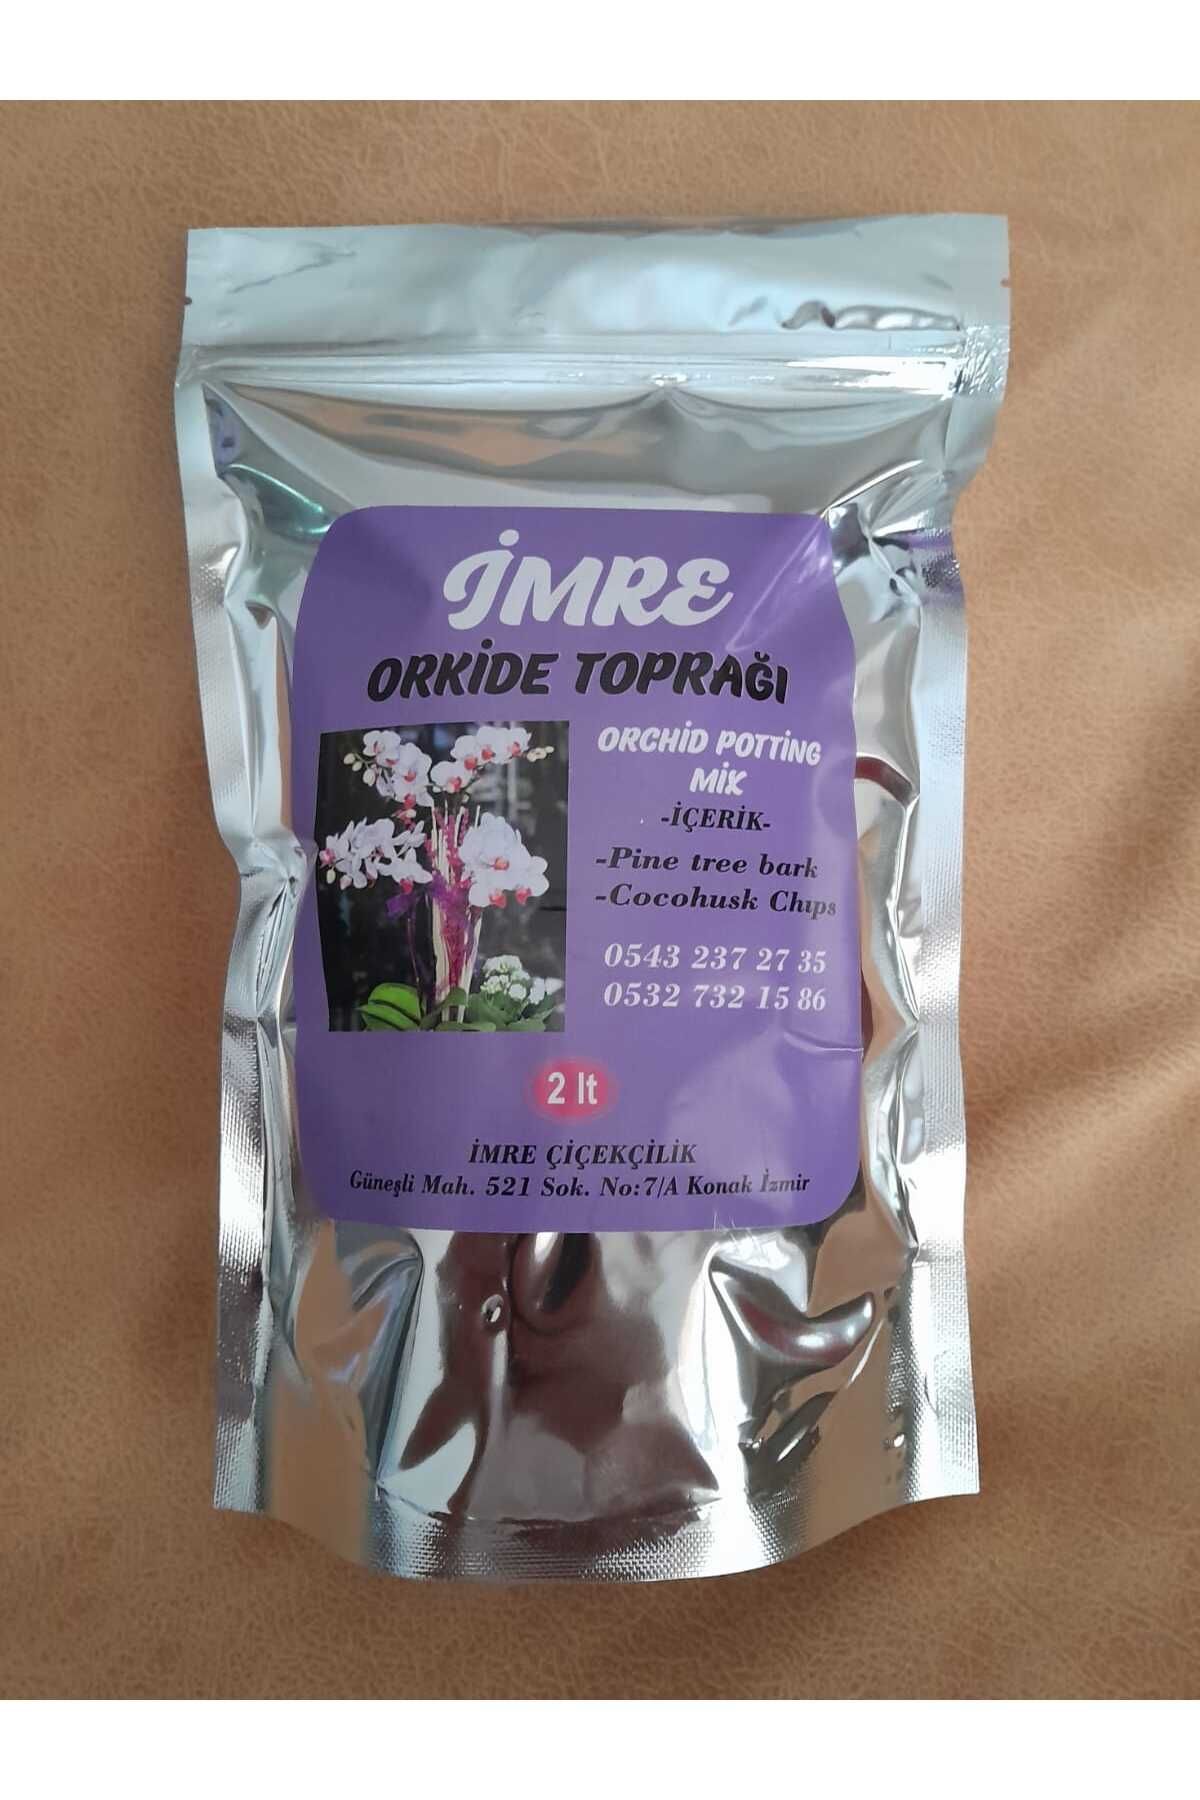 İMRE
ORKİDE TOPRAĞI
ORCHİD POTTİNG
MİX
-İÇERİK-
-Pine tree bark
-Cocohusk Chıps
0543 237 27 35
0532 732 15 86
2 lt
İMRE ÇİÇEKÇİLİK
Güneşli Mah. 521 Sok. No:7/A Konak İzmir